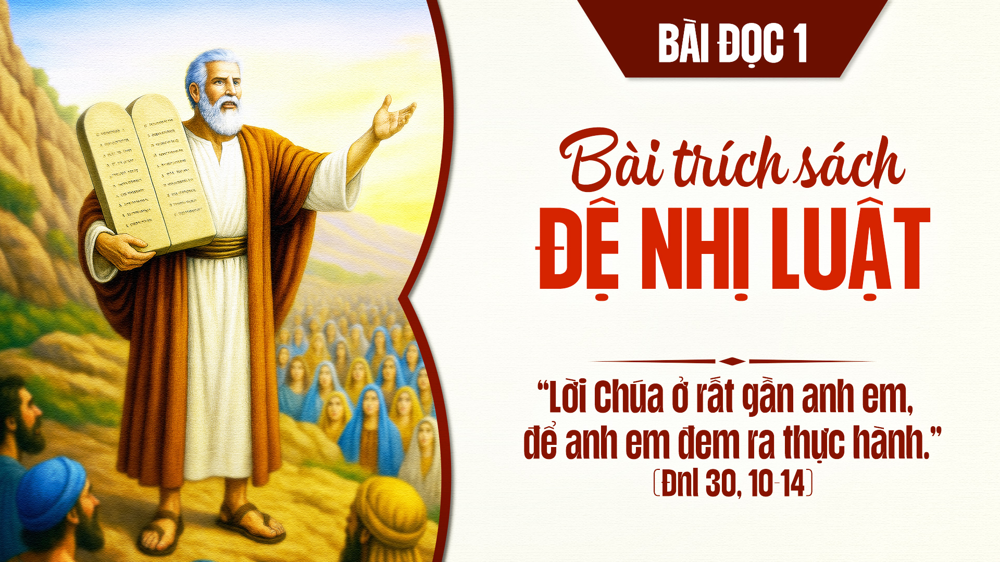 BÀI ĐỌC 1
Bài trích sách
ĐỆ NHỊ LUẬT
“Lời Chúa ở rất gần anh em,
để anh em đem ra thực hành.”
(Đnl 30, 10-14)